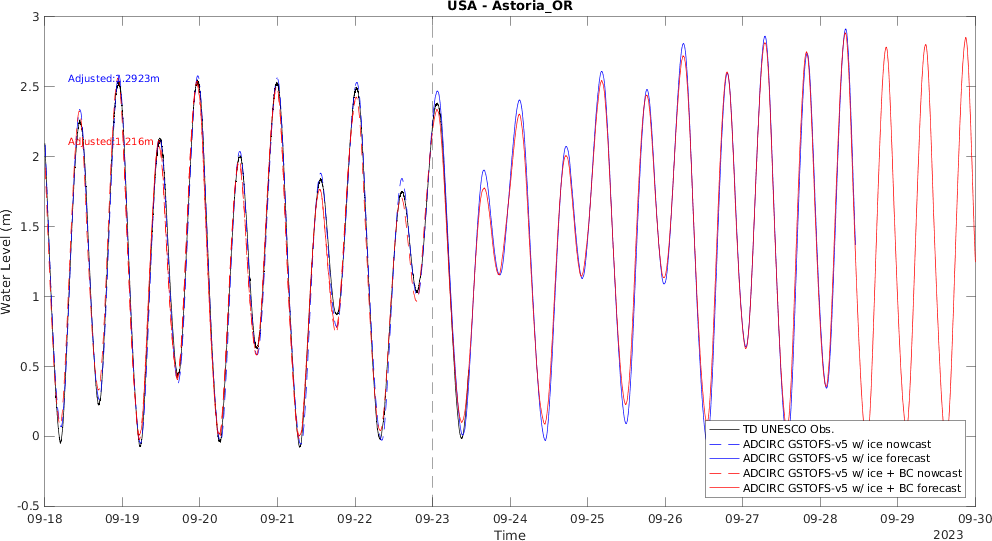 USA - Astoria_OR
3
2.5
2
1.5
1
0.5
0
-0.5
Water Level (m)
Adjusted:1.2923m
Adjusted:1.216m
TD UNESCO Obs.
ADCIRC GSTOFS-v5 w/ ice nowcast
ADCIRC GSTOFS-v5 w/ ice forecast
ADCIRC GSTOFS-v5 w/ ice + BC nowcast
ADCIRC GSTOFS-v5 w/ ice + BC forecast
09-18 09-19 09-20 09-21 09-22 09-23 09-24 09-25 09-26 09-27 09-28 09-29 09-30
Time
2023